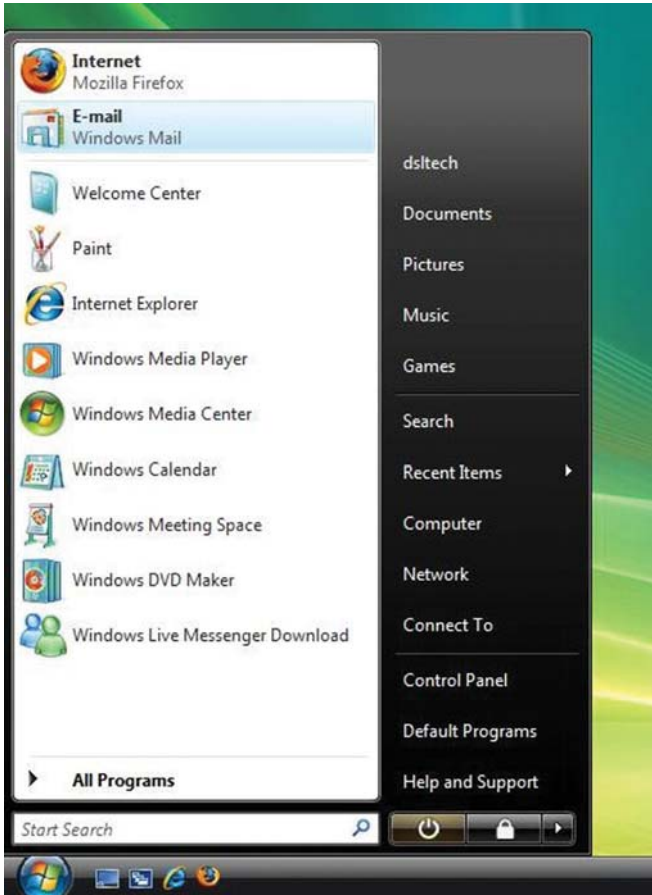 Internet
Mozilla Firefox
E-mail
Windows Mail
Welcome Center
Paint
Internet Explorer
Windows Media Player
Windows Media Center
Windows Calendar
Windows Meeting Space
Windows DVD Maker
Windows Live Messenger Download
All Programs
Start Search
dsltech
Documents
Pictures
Music
Games
Search
Recent Items
Computer
Network
Connect To
Control Panel
Default Programs
Help and Support